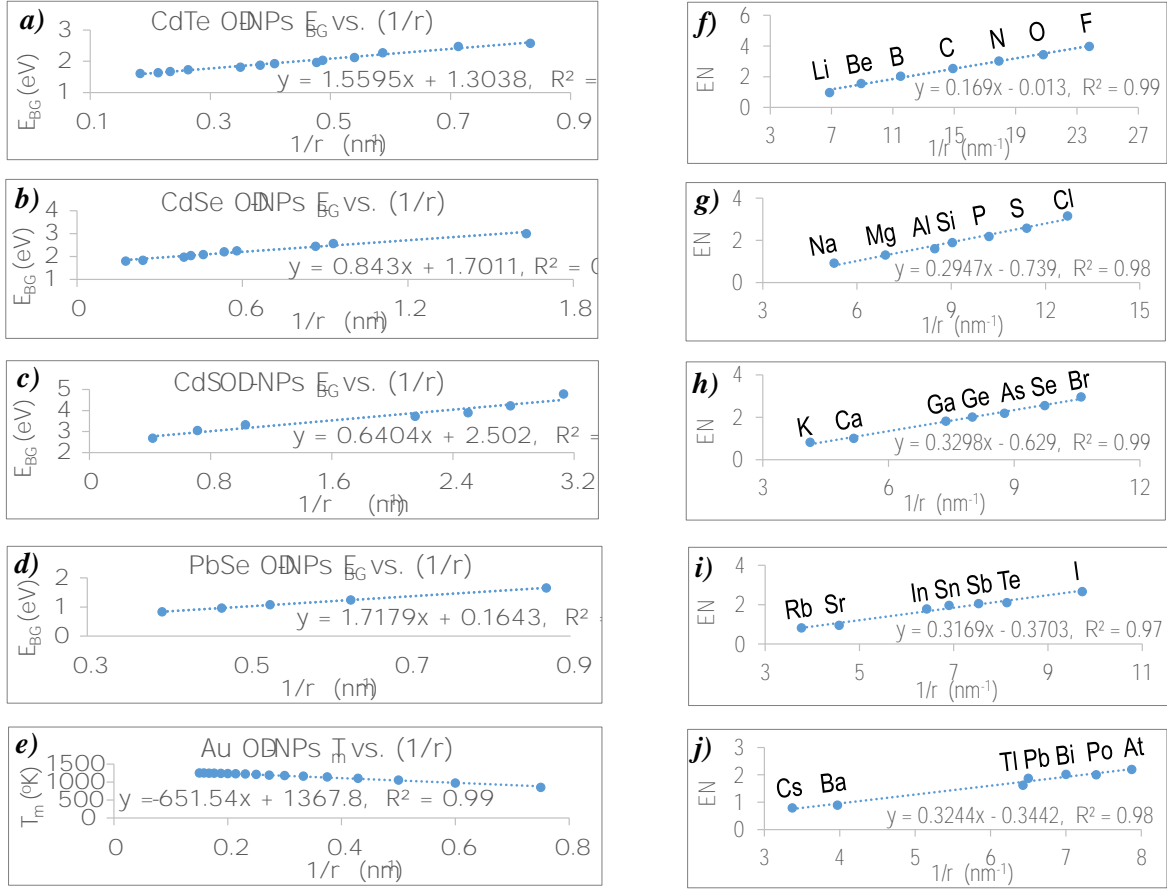 a) CdTe 0D-NPs E_BG vs. (1/r)
E_BG (eV)
3
2
1
y = 1.5595x + 1.3038, R² =
0.1 0.3 0.5 0.7 0.9
1/r (nm⁻¹)
b) CdSe 0D-NPs E_BG vs. (1/r)
E_BG (eV)
4
3
2
1
y = 0.843x + 1.7011, R² = 0
0 0.6 1.2 1.8
1/r (nm⁻¹)
c) CdS 0D-NPs E_BG vs. (1/r)
E_BG (eV)
5
4
3
2
y = 0.6404x + 2.502, R² =
0 0.8 1.6 2.4 3.2
1/r (nm⁻¹)
d) PbSe 0D-NPs E_BG vs. (1/r)
E_BG (eV)
2
1
0
y = 1.7179x + 0.1643, R²
0.3 0.5 0.7 0.9
1/r (nm⁻¹)
e) Au 0D-NPs T_m vs. (1/r)
T_m (ºK)
1500
1000
500
0
y =-651.54x + 1367.8, R² = 0.99
0 0.2 0.4 0.6 0.8
1/r (nm⁻¹)
f)
EN
6
4
2
0
Li Be B C N O F
y = 0.169x - 0.013, R² = 0.99
3 7 11 15 19 23 27
1/r (nm⁻¹)
g)
EN
4
2
0
Na Mg Al Si P S Cl
y = 0.2947x - 0.739, R² = 0.98
3 6 9 12 15
1/r (nm⁻¹)
h)
EN
4
2
0
K Ca Ga Ge As Se Br
y = 0.3298x - 0.629, R² = 0.99
3 6 9 12
1/r (nm⁻¹)
i)
EN
4
2
0
Rb Sr In Sn Sb Te I
y = 0.3169x - 0.3703, R² = 0.97
3 5 7 9 11
1/r (nm⁻¹)
j)
EN
3
2
1
0
Cs Ba Tl Pb Bi Po At
y = 0.3244x - 0.3442, R² = 0.98
3 4 5 6 7 8
1/r (nm⁻¹)